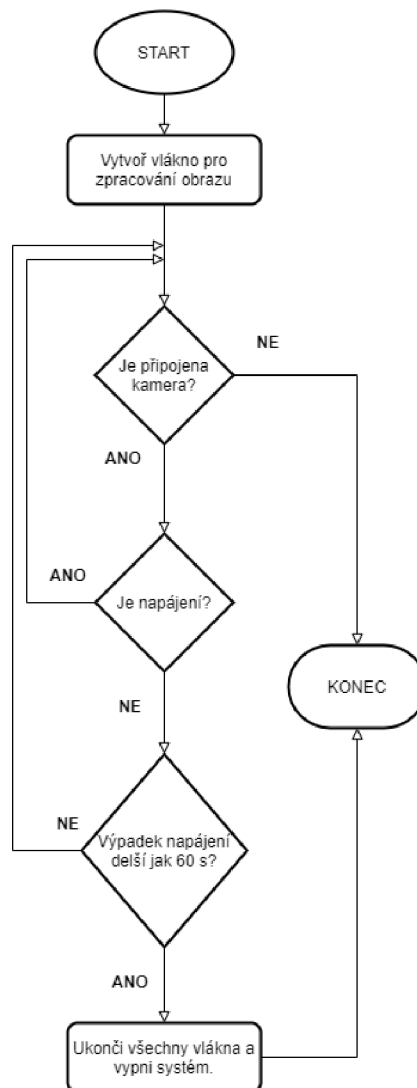 START
Vytvoř vlákno pro
zpracování obrazu
NE
Je připojena
kamera?
ANO
ANO
Je napájení?
NE
KONEC
NE
Výpadek napájení
delší jak 60 s?
ANO
Ukonči všechny vlákna a
vypni systém.